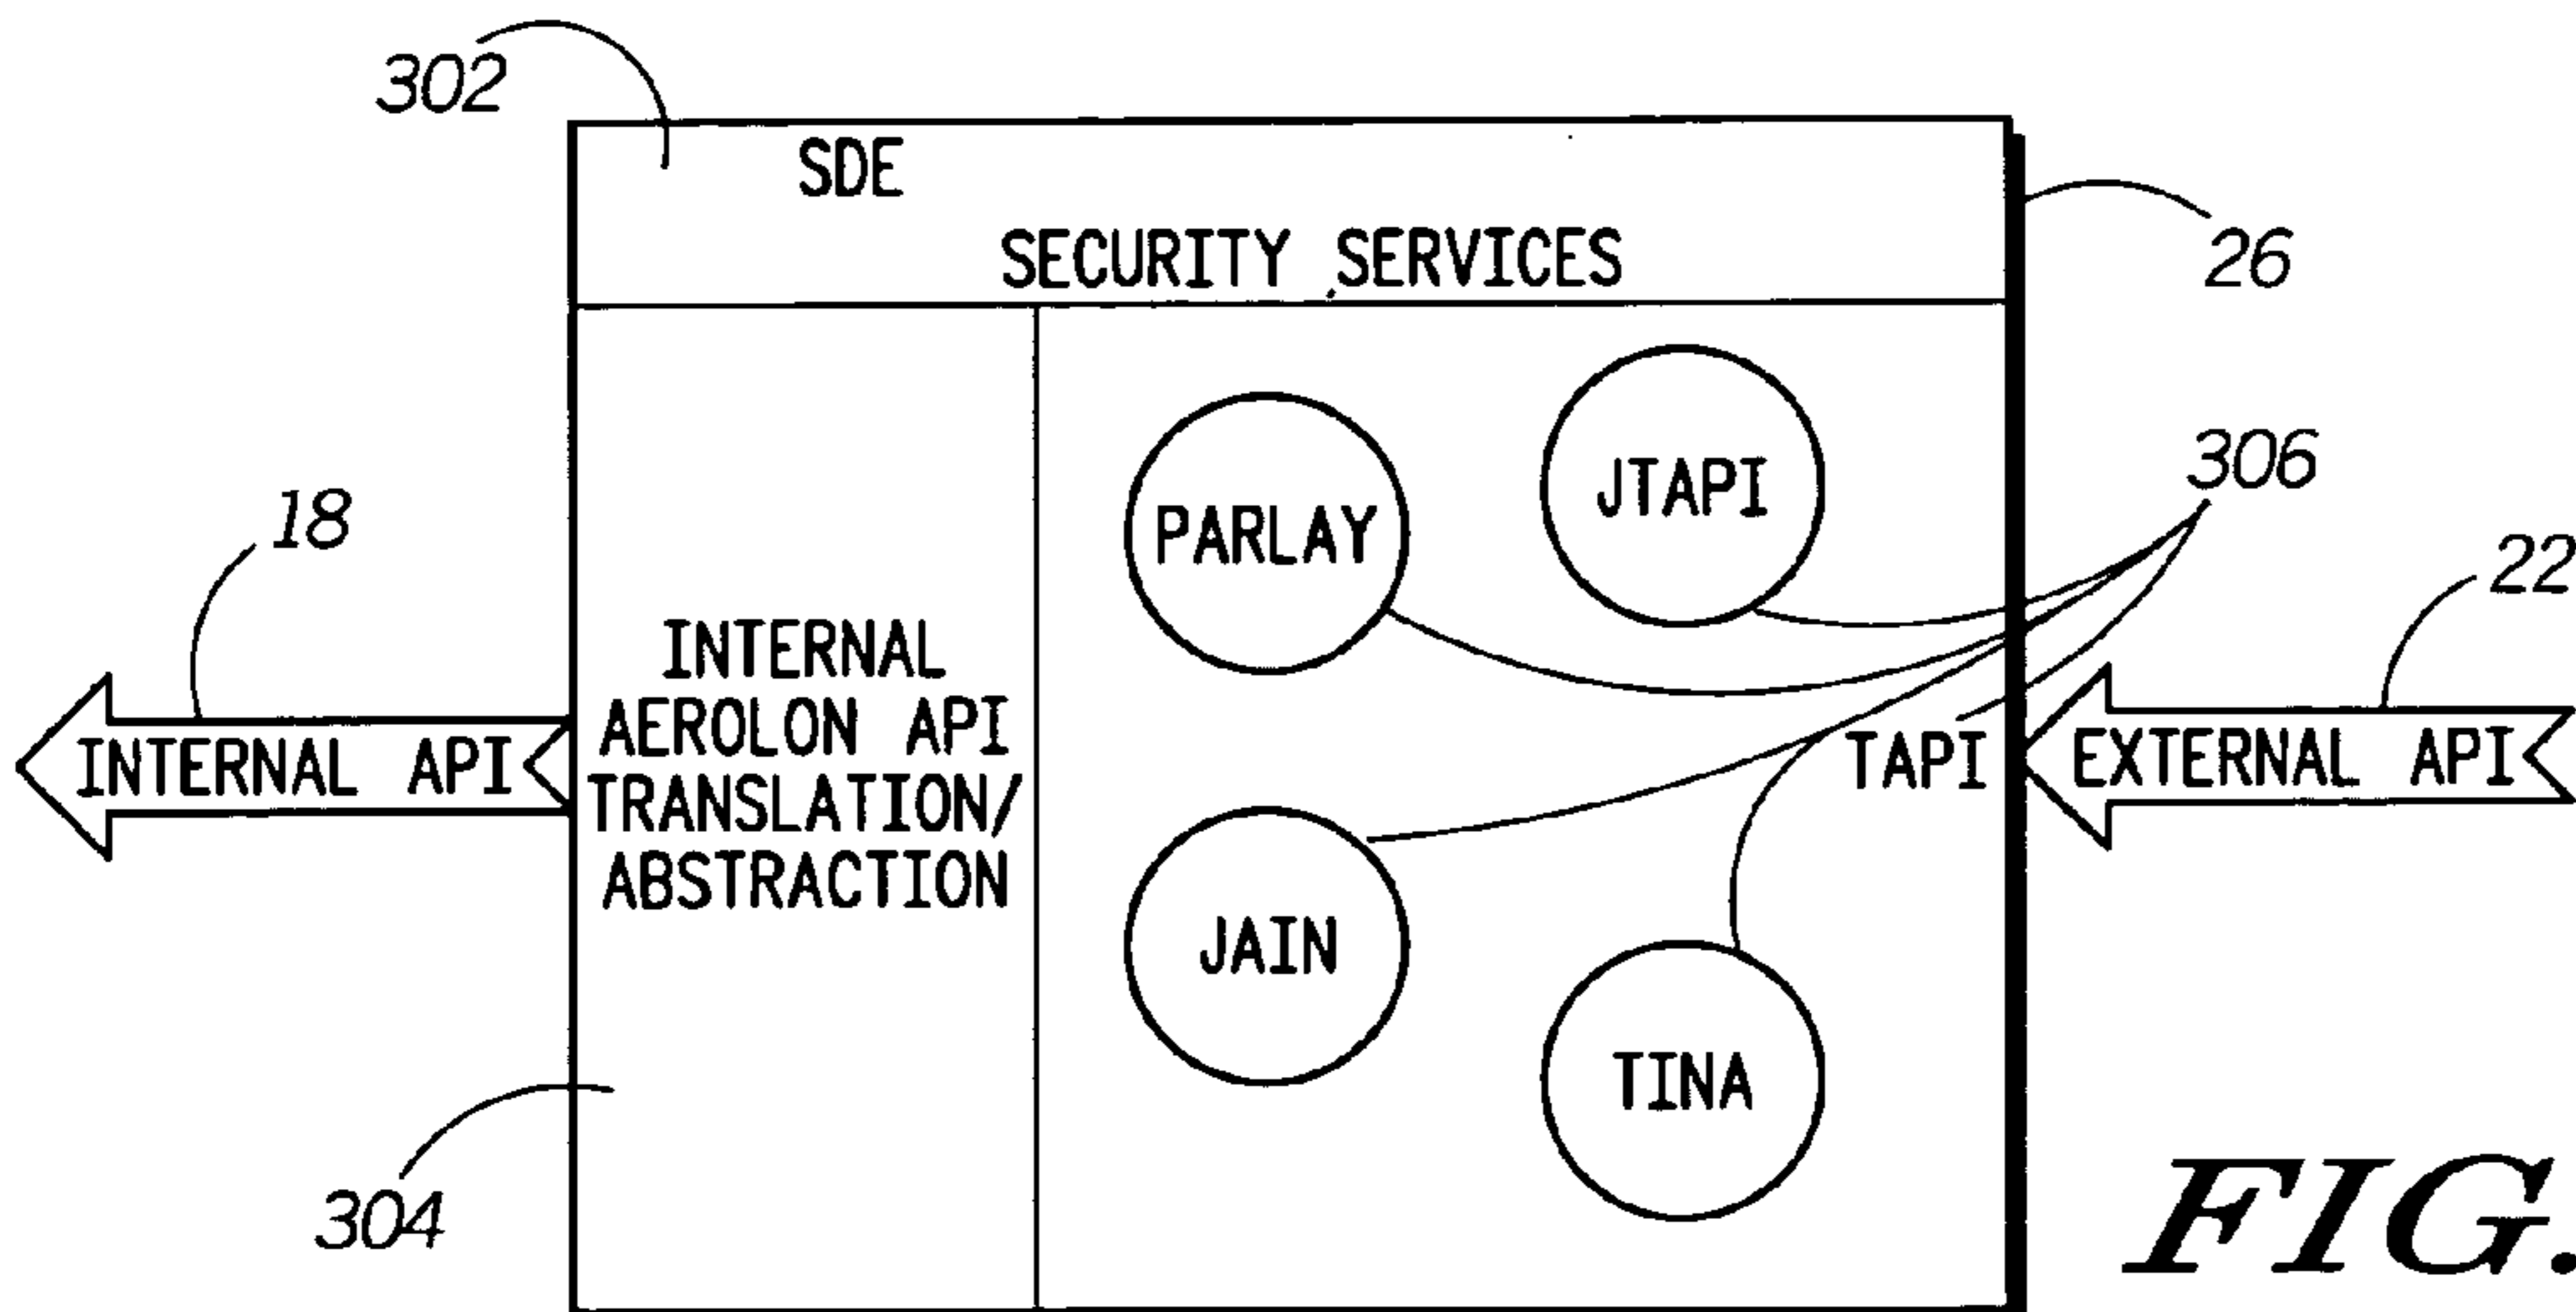 302
SDE
SECURITY SERVICES
26
PARLAY
JTAPI
306
18
22
INTERNAL
AEROLON API
TRANSLATION/
ABSTRACTION
INTERNAL API
TAPI
EXTERNAL API
JAIN
TINA
304
FIG.